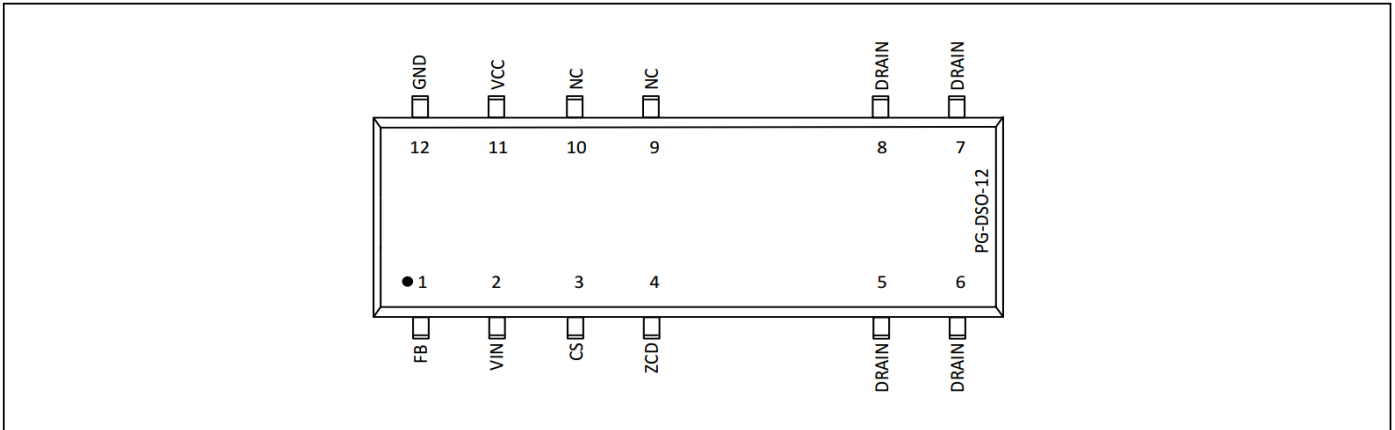 GND VCC NC NC DRAIN DRAIN
12 11 10 9 8 7
PG-DSO-12
1 2 3 4 5 6
FB VIN CS ZCD DRAIN DRAIN